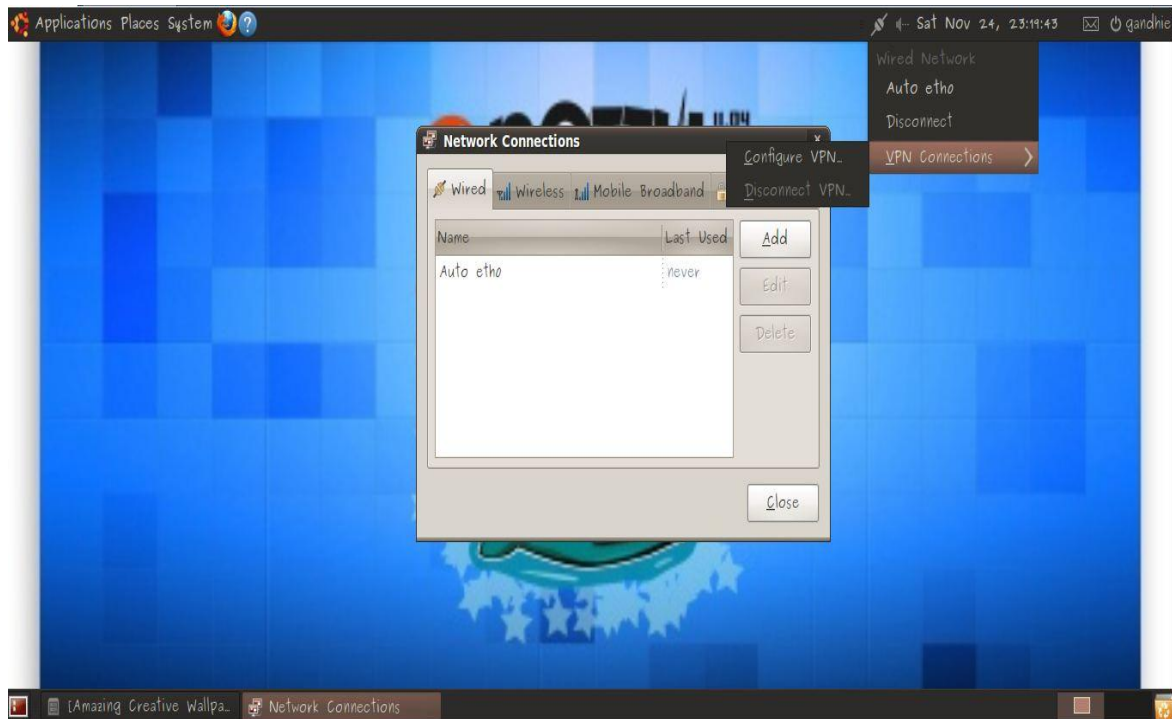 Applications Places System
Sat Nov 24, 23:19:43
gandhie
Wired Network
Auto eth0
Disconnect
VPN Connections
Configure VPN...
Disconnect VPN...
Network Connections
x
Wired
Wireless
Mobile Broadband
Name
Last Used
Auto eth0
never
Add
Edit
Delete
Close
[Amazing Creative Wallpa...
Network Connections